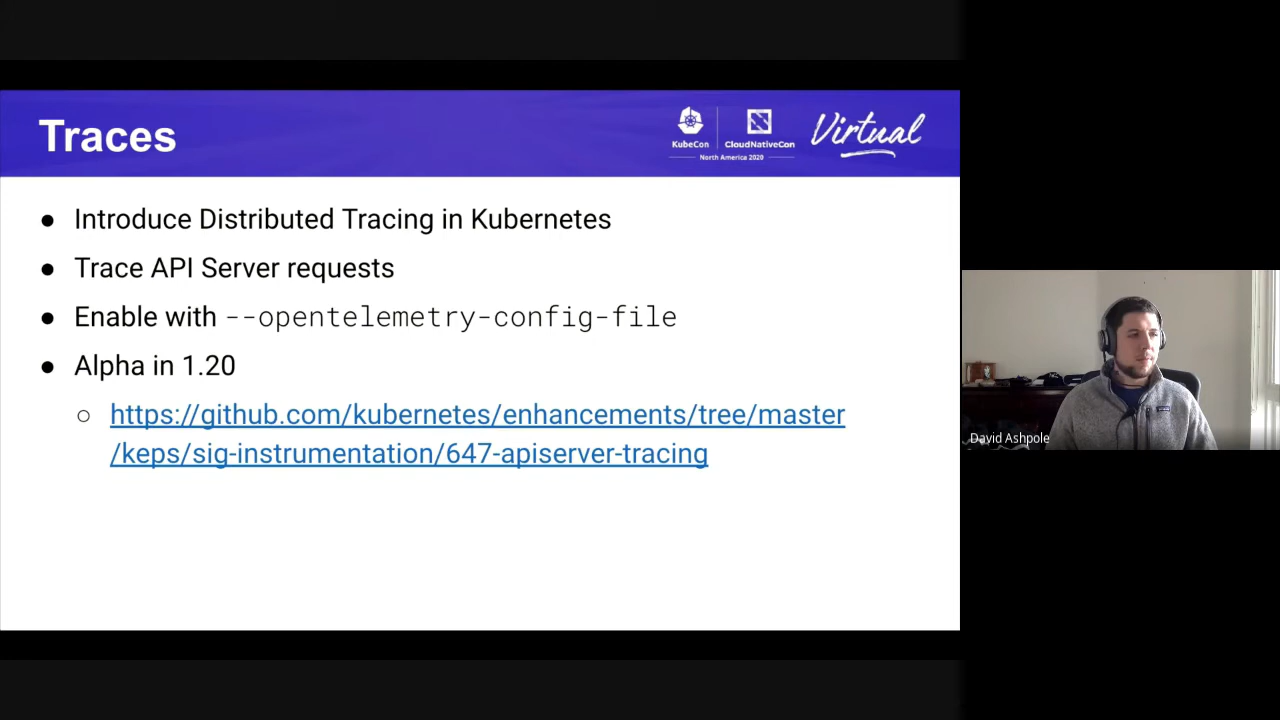 Traces
KubeCon
CloudNativeCon
North America 2020
Virtual
● Introduce Distributed Tracing in Kubernetes
● Trace API Server requests
● Enable with --opentelemetry-config-file
● Alpha in 1.20
○ https://github.com/kubernetes/enhancements/tree/master
/keps/sig-instrumentation/647-apiserver-tracing
David Ashpole